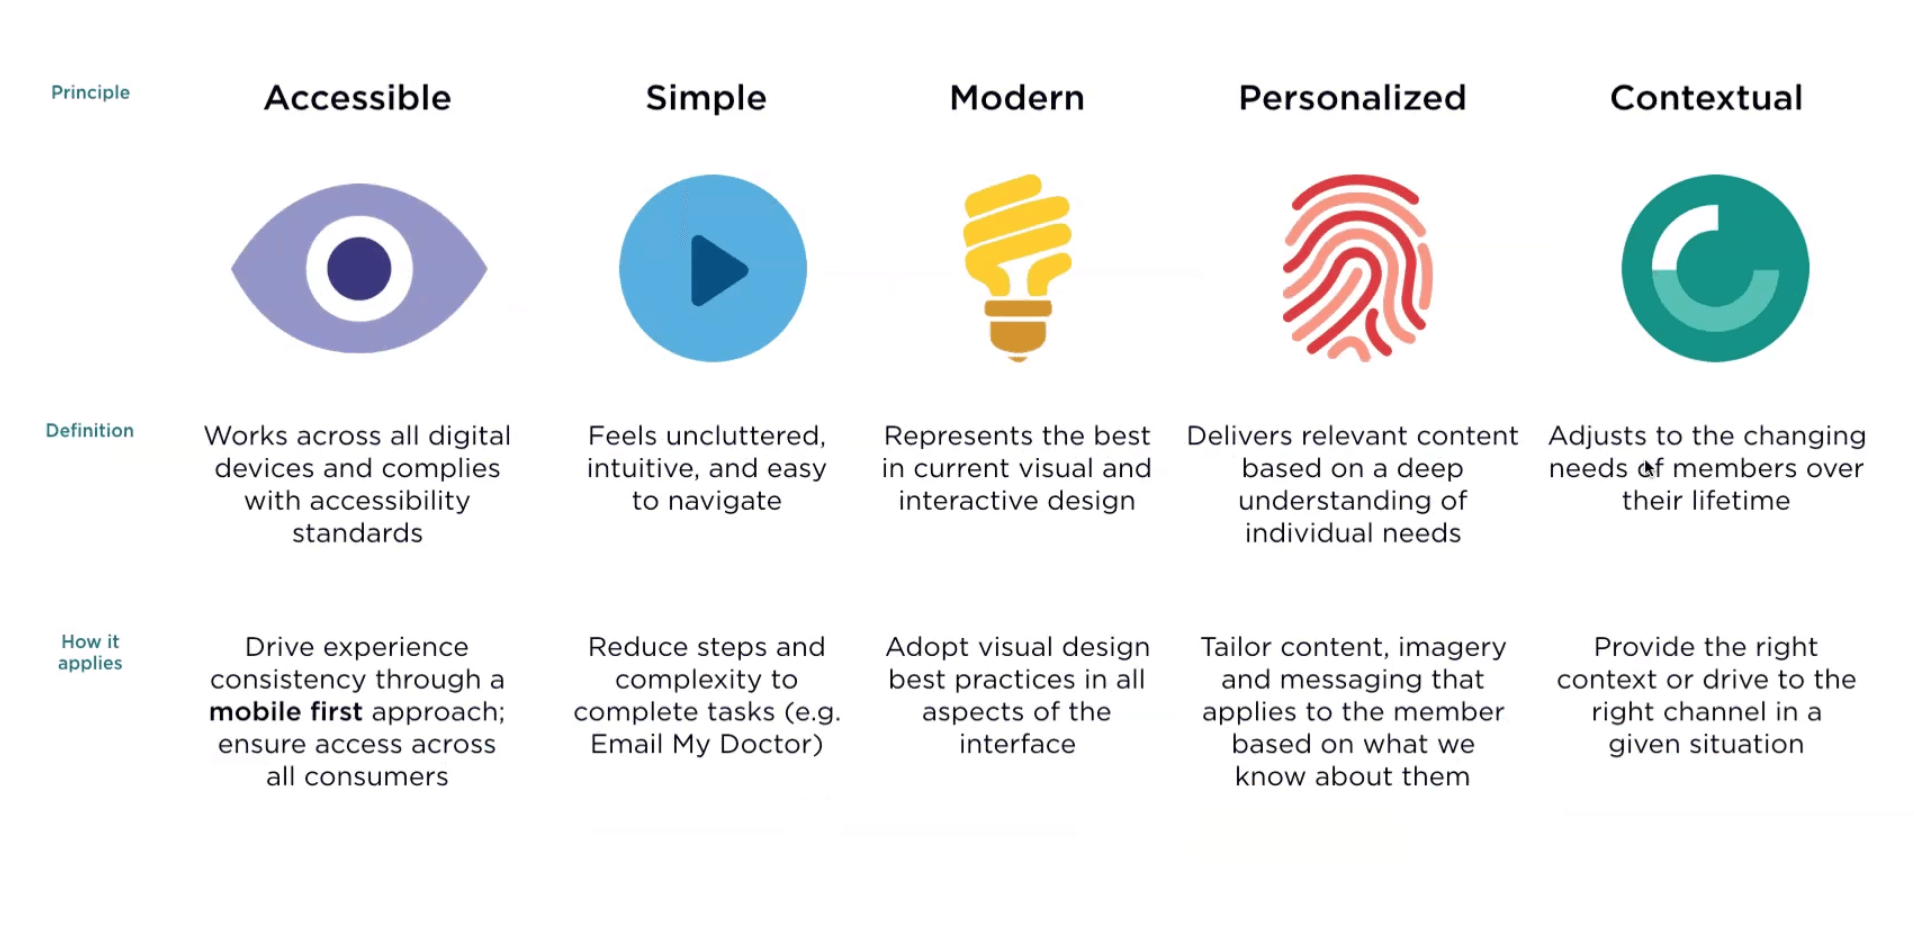 Principle
Accessible
Simple
Modern
Personalized
Contextual
Definition
Works across all digital
devices and complies
with accessibility
standards
Feels uncluttered,
intuitive, and easy
to navigate
Represents the best
in current visual and
interactive design
Delivers relevant content
based on a deep
understanding of
individual needs
Adjusts to the changing
needs of members over
their lifetime
How it
applies
Drive experience
consistency through a
mobile first approach;
ensure access across
all consumers
Reduce steps and
complexity to
complete tasks (e.g.
Email My Doctor)
Adopt visual design
best practices in all
aspects of the
interface
Tailor content, imagery
and messaging that
applies to the member
based on what we
know about them
Provide the right
context or drive to the
right channel in a
given situation